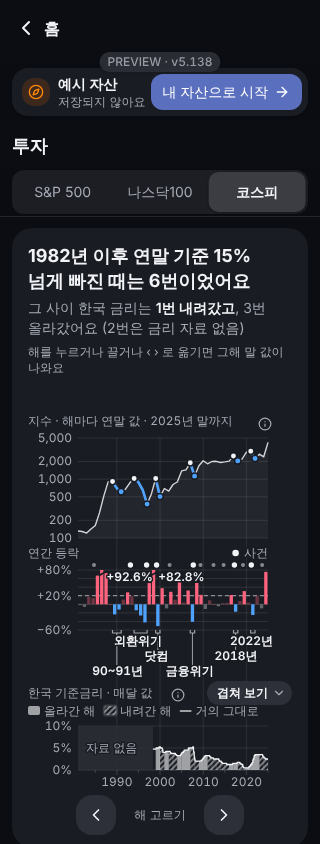 홈
PREVIEW · v5.138
예시 자산
저장되지 않아요
내 자산으로 시작 →
투자
S&P 500
나스닥100
코스피
1982년 이후 연말 기준 15%
넘게 빠진 때는 6번이었어요
그 사이 한국 금리는 1번 내려갔고, 3번
올라갔어요 (2번은 금리 자료 없음)
해를 누르거나 끌거나 ‹ › 로 옮기면 그해 말 값이
나와요
지수 · 해마다 연말 값 · 2025년 말까지
5,000
2,000
1,000
500
200
100
연간 등락
사건
+80%
+20%
−60%
+92.6%
+82.8%
외환위기
2022년
닷컴
2018년
90~91년
금융위기
한국 기준금리 · 매달 값
겹쳐 보기
올라간 해
내려간 해
거의 그대로
10%
5%
0%
자료 없음
1990
2000
2010
2020
해 고르기